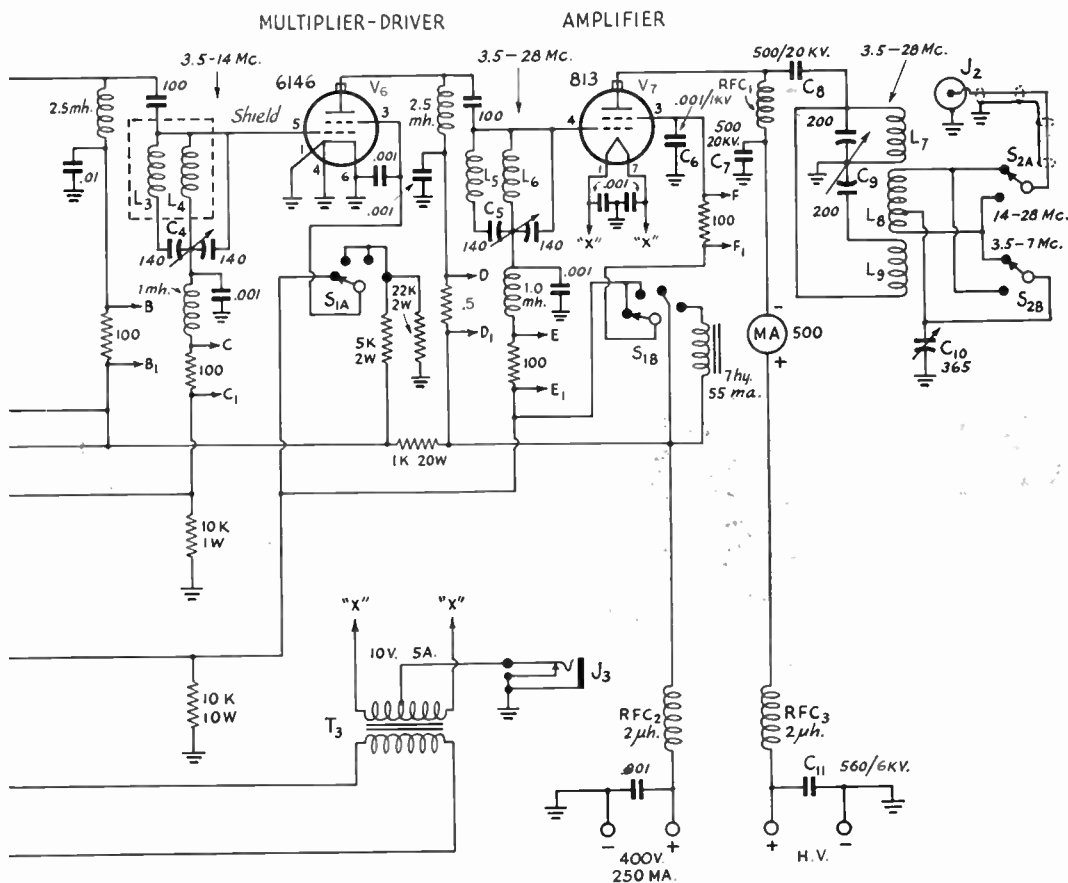 MULTIPLIER-DRIVER
AMPLIFIER
3.5-14 Mc.
6146
V6
3.5-28 Mc.
813
V7
500/20 KV.
C8
3.5-28 Mc.
J2
2.5mh.
100
Shield
5
3
2.5
mh.
100
4
3
.001/1KV
RFC1
500
20KV.
C7
C6
200
L7
C9
200
L8
L9
S2A
14-28 Mc.
3.5-7 Mc.
S2B
C10
365
.01
L3
L4
C4
140
140
1
4
6
.001
.001
L5
L6
C5
140
140
1
7
.001
"X"
"X"
F
100
F1
1mh.
.001
S1A
22K
2W
5K
2W
D
.5
D1
1.0
mh.
.001
E
100
E1
S1B
7hy.
55 ma.
-
MA
500
+
B
100
B1
C
100
C1
1K 20W
10K
1W
"X"
"X"
10V. 5A.
J3
T3
10K
10W
RFC2
2µh.
RFC3
2µh.
.001
C11
560/6KV.
-
+
400V.
250 MA.
+
-
H.V.